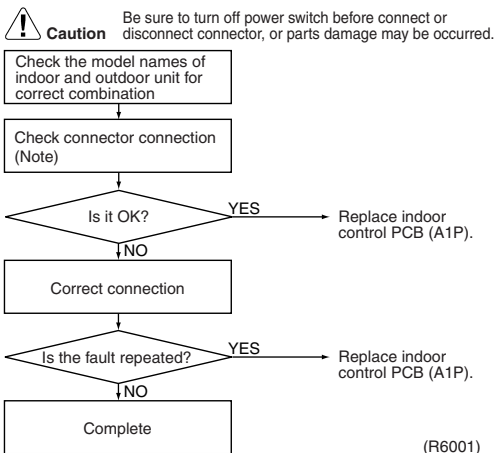 Be sure to turn off power switch before connect or
Caution disconnect connector, or parts damage may be occurred.
Check the model names of
indoor and outdoor unit for
correct combination
Check connector connection
(Note)
Is it OK?
YES
Replace indoor
control PCB (A1P).
NO
Correct connection
Is the fault repeated?
YES
Replace indoor
control PCB (A1P).
NO
Complete
(R6001)